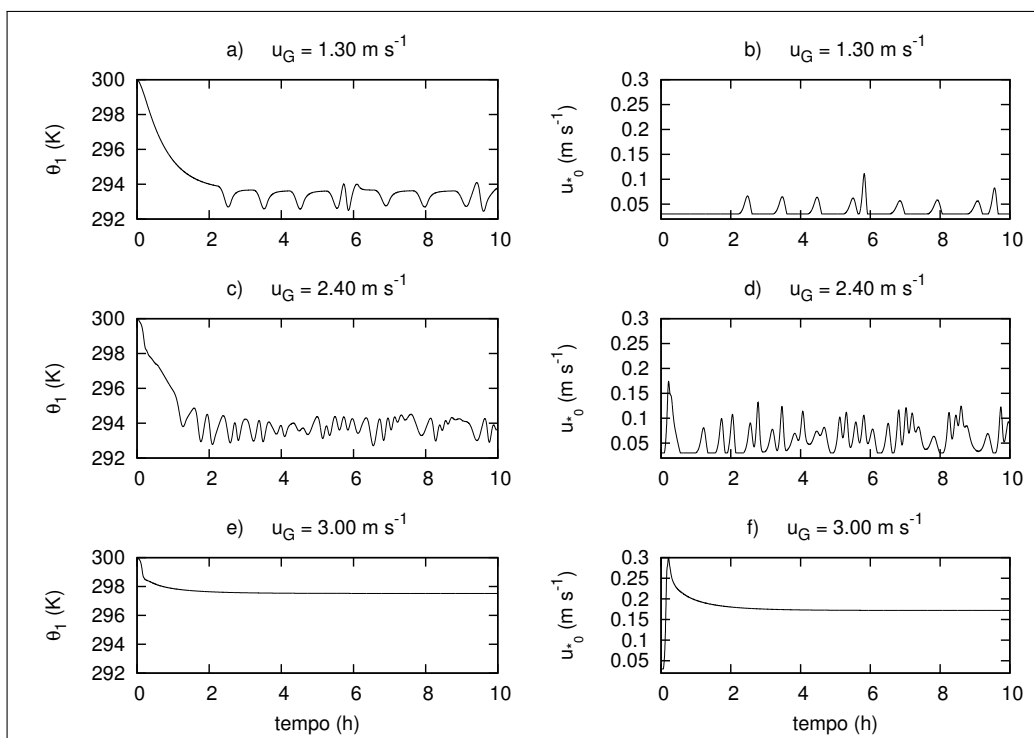 a) u_G = 1.30 m s⁻¹
b) u_G = 1.30 m s⁻¹
300
298
296
294
292
θ₁ (K)
0 2 4 6 8 10
0.3
0.25
0.2
0.15
0.1
0.05
u*₀ (m s⁻¹)
0 2 4 6 8 10
c) u_G = 2.40 m s⁻¹
d) u_G = 2.40 m s⁻¹
300
298
296
294
292
θ₁ (K)
0 2 4 6 8 10
0.3
0.25
0.2
0.15
0.1
0.05
u*₀ (m s⁻¹)
0 2 4 6 8 10
e) u_G = 3.00 m s⁻¹
f) u_G = 3.00 m s⁻¹
300
298
296
294
292
θ₁ (K)
0 2 4 6 8 10
tempo (h)
0.3
0.25
0.2
0.15
0.1
0.05
u*₀ (m s⁻¹)
0 2 4 6 8 10
tempo (h)